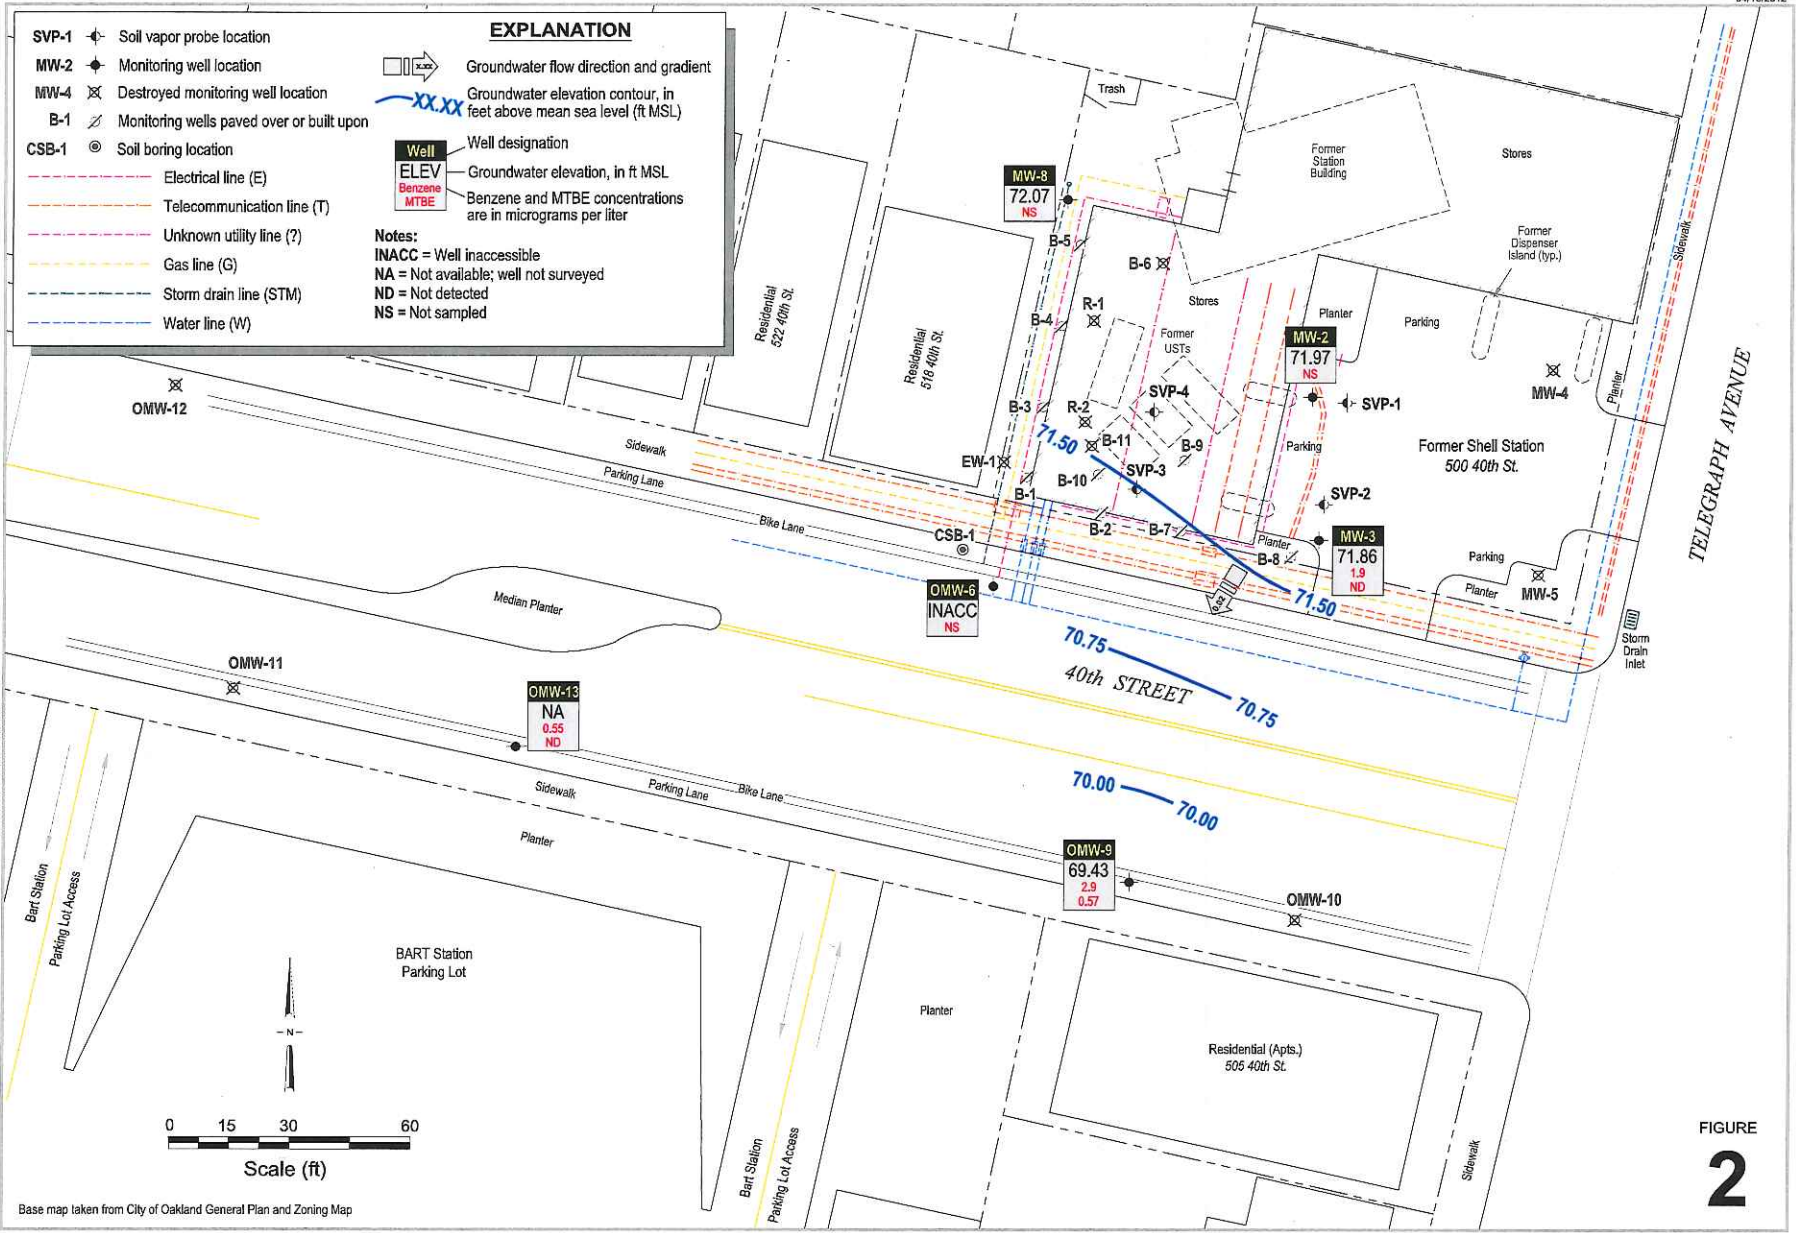 EXPLANATION
SVP-1 Soil vapor probe location
MW-2 Monitoring well location
MW-4 Destroyed monitoring well location
B-1 Monitoring wells paved over or built upon
CSB-1 Soil boring location
Electrical line (E)
Telecommunication line (T)
Unknown utility line (?)
Gas line (G)
Storm drain line (STM)
Water line (W)
x.xx Groundwater flow direction and gradient
XX.XX Groundwater elevation contour, in
feet above mean sea level (ft MSL)
Well
ELEV
Benzene
MTBE
Well designation
Groundwater elevation, in ft MSL
Benzene and MTBE concentrations
are in micrograms per liter
Notes:
INACC = Well inaccessible
NA = Not available; well not surveyed
ND = Not detected
NS = Not sampled
Trash
Former
Station
Building
Stores
MW-8
72.07
NS
B-5
B-6
Former
Dispenser
Island (typ.)
Sidewalk
Residential
522 40th St.
Residential
518 40th St.
B-4
R-1
Stores
Former
USTs
Planter
Parking
MW-2
71.97
NS
SVP-1
MW-4
Planter
TELEGRAPH AVENUE
OMW-12
B-3
R-2
SVP-4
71.50
B-11
B-9
Parking
Former Shell Station
500 40th St.
Sidewalk
EW-1
B-10
SVP-3
Parking Lane
B-1
SVP-2
Bike Lane
B-2
B-7
CSB-1
Planter
B-8
MW-3
71.86
1.9
ND
Parking
Planter
MW-5
OMW-6
INACC
NS
0.02
71.50
Median Planter
Storm
Drain
Inlet
70.75
40th STREET
70.75
OMW-11
OMW-13
NA
0.55
ND
Sidewalk
Parking Lane
Bike Lane
70.00
70.00
Planter
OMW-9
69.43
2.9
0.57
OMW-10
Bart Station
Parking Lot Access
BART Station
Parking Lot
N
Planter
Residential (Apts.)
505 40th St.
Sidewalk
Bart Station
Parking Lot Access
0 15 30 60
Scale (ft)
Base map taken from City of Oakland General Plan and Zoning Map
FIGURE
2